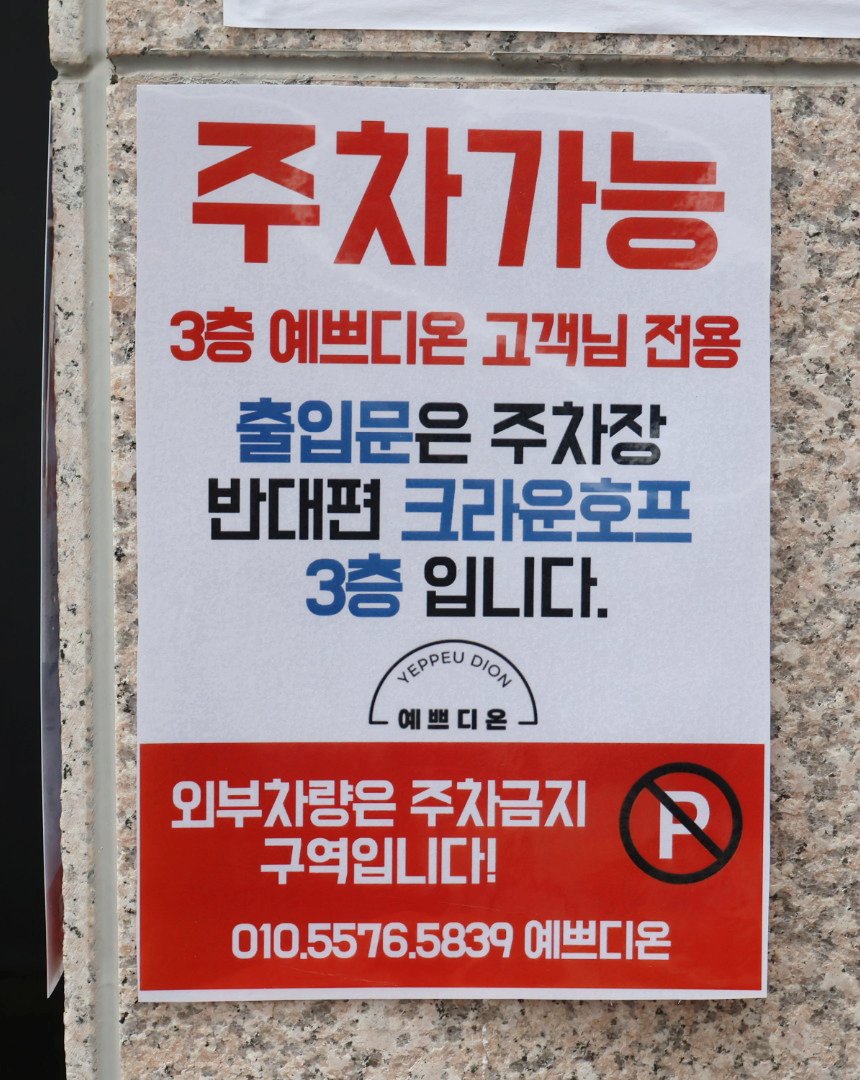 주차가능
3층 예쁘디온 고객님 전용
출입문은 주차장
반대편 크라운호프
3층 입니다.
YEPPEU DION
예쁘디온
외부차량은 주차금지
구역입니다!
P
010.5576.5839 예쁘디온